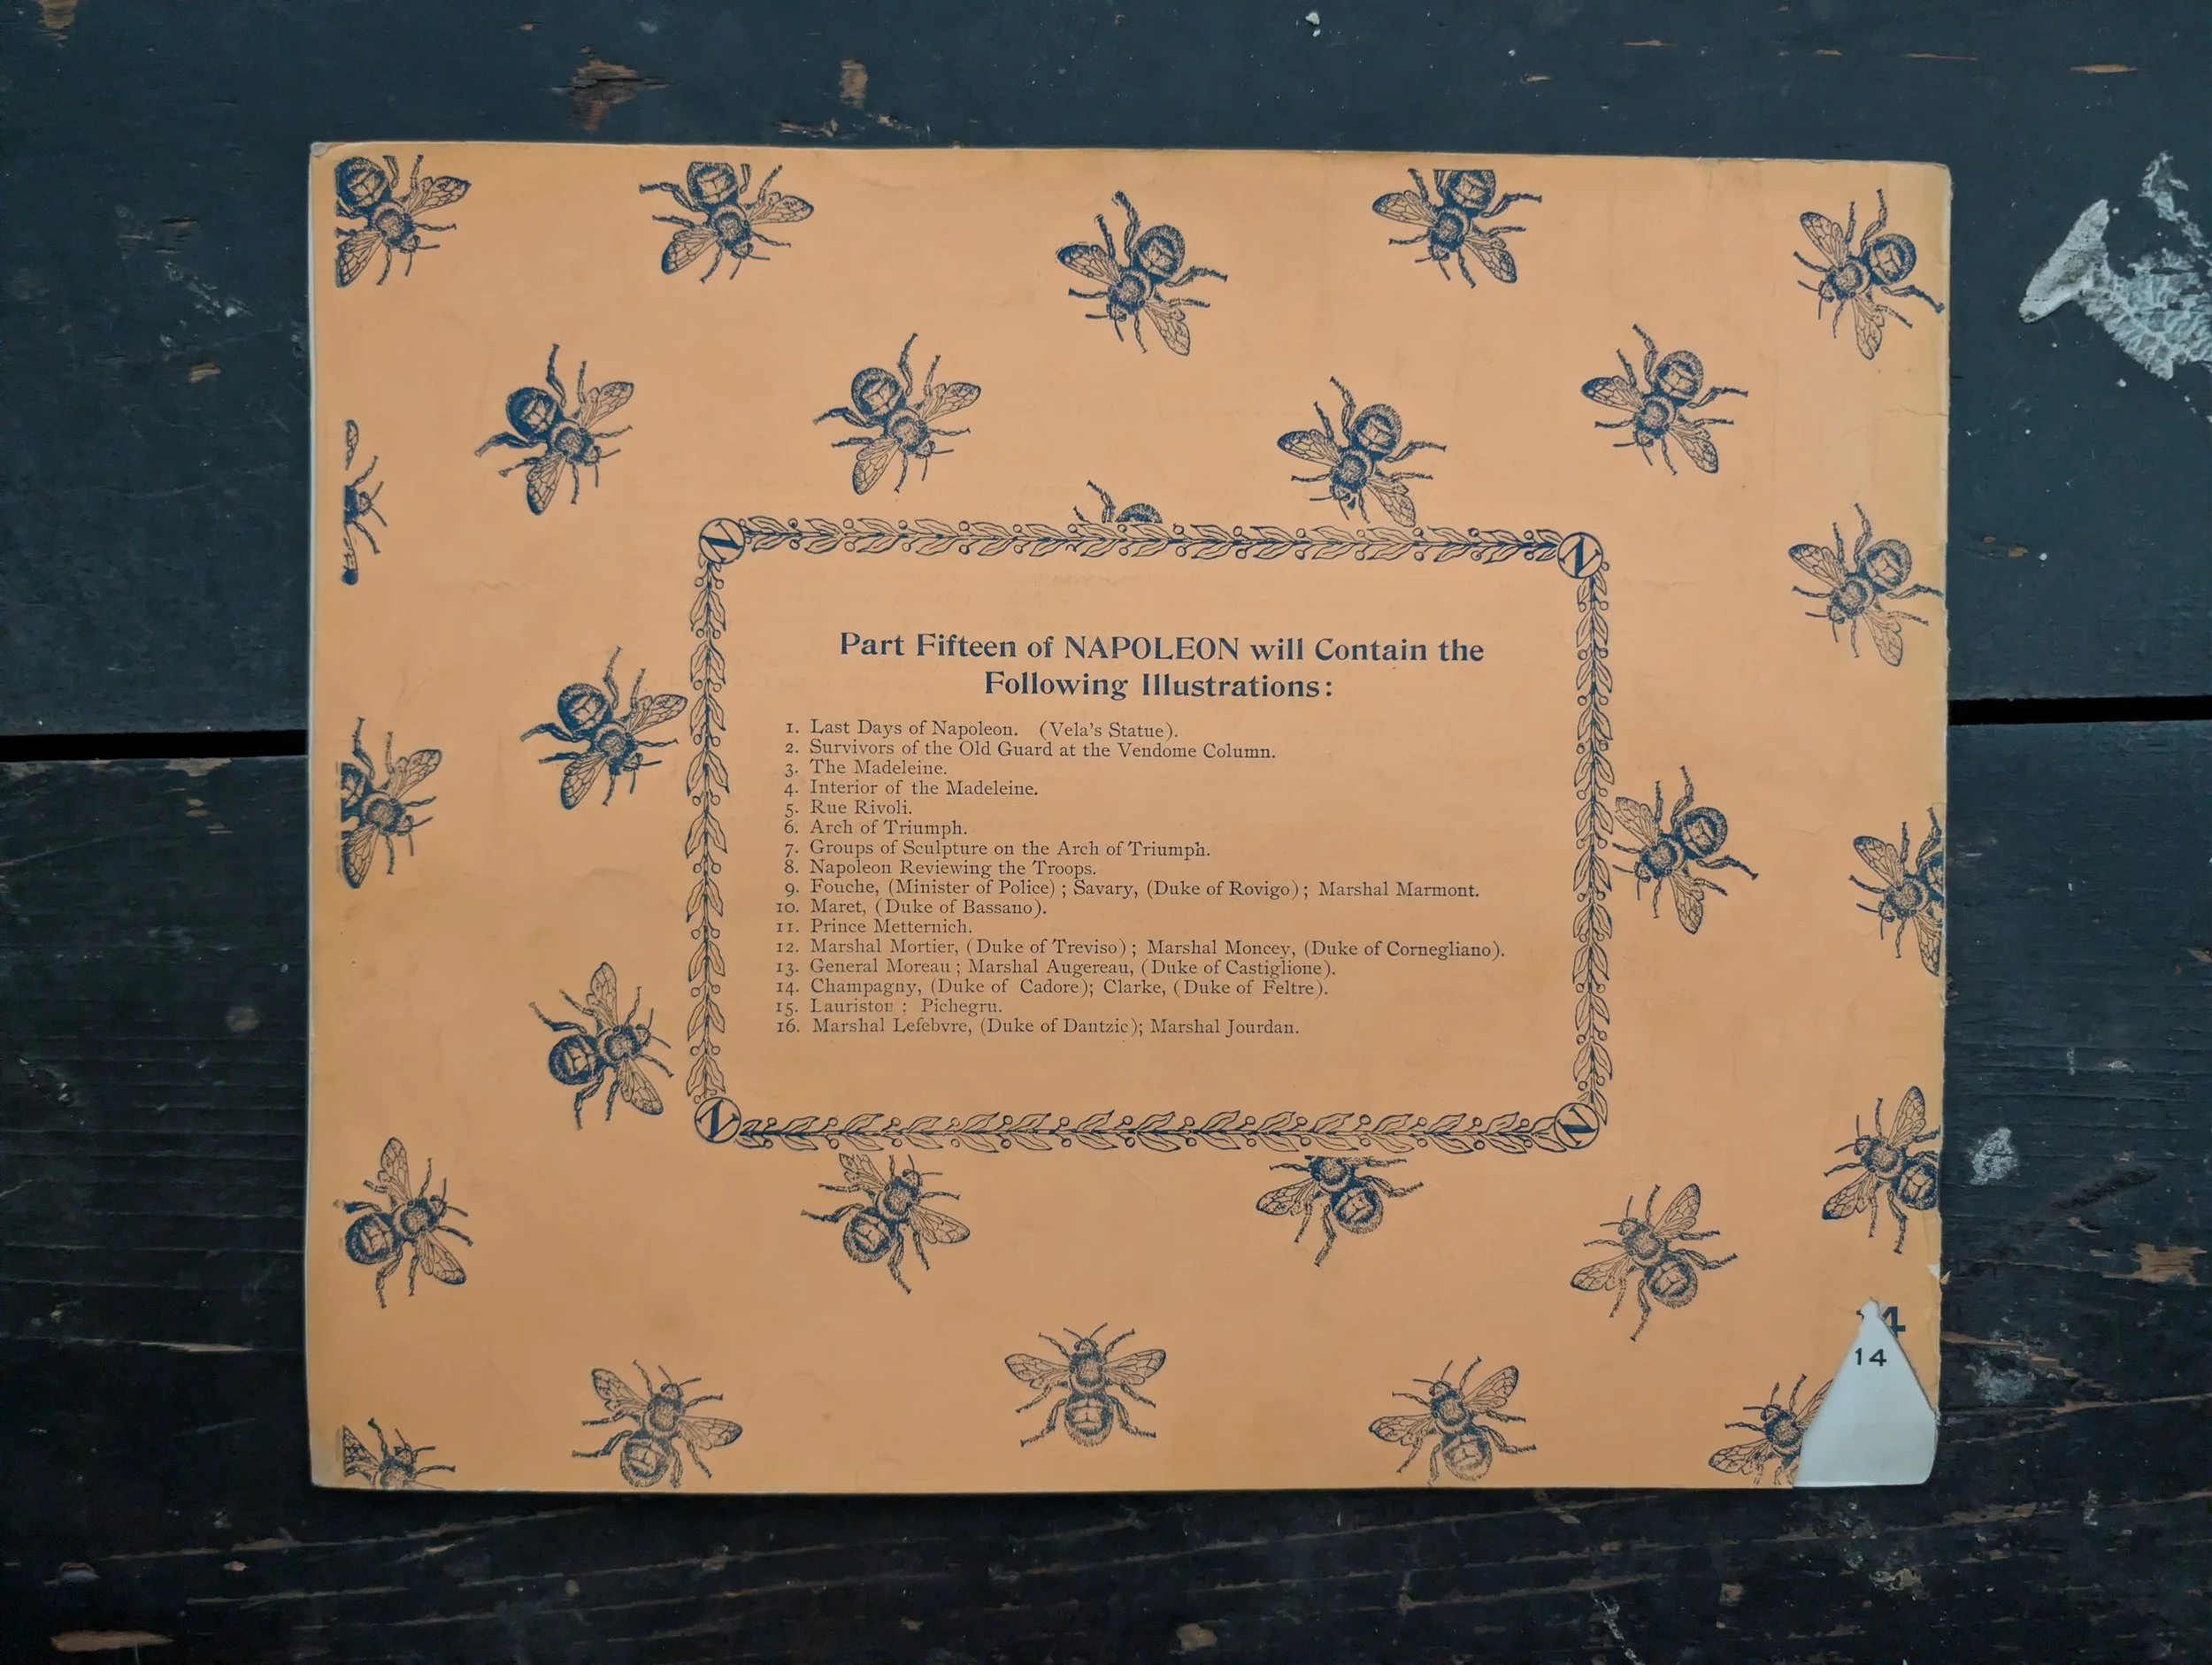 N N
Part Fifteen of NAPOLEON will Contain the
Following Illustrations:
1. Last Days of Napoleon. (Vela's Statue).
2. Survivors of the Old Guard at the Vendome Column.
3. The Madeleine.
4. Interior of the Madeleine.
5. Rue Rivoli.
6. Arch of Triumph.
7. Groups of Sculpture on the Arch of Triumph.
8. Napoleon Reviewing the Troops.
9. Fouche, (Minister of Police) ; Savary, (Duke of Rovigo) ; Marshal Marmont.
10. Maret, (Duke of Bassano).
11. Prince Metternich.
12. Marshal Mortier, (Duke of Treviso) ; Marshal Moncey, (Duke of Cornegliano).
13. General Moreau ; Marshal Augereau, (Duke of Castiglione).
14. Champagny, (Duke of Cadore); Clarke, (Duke of Feltre).
15. Lauriston ; Pichegru.
16. Marshal Lefebvre, (Duke of Dantzic); Marshal Jourdan.
N N
14